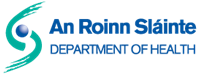 An Roinn Sláinte
DEPARTMENT OF HEALTH